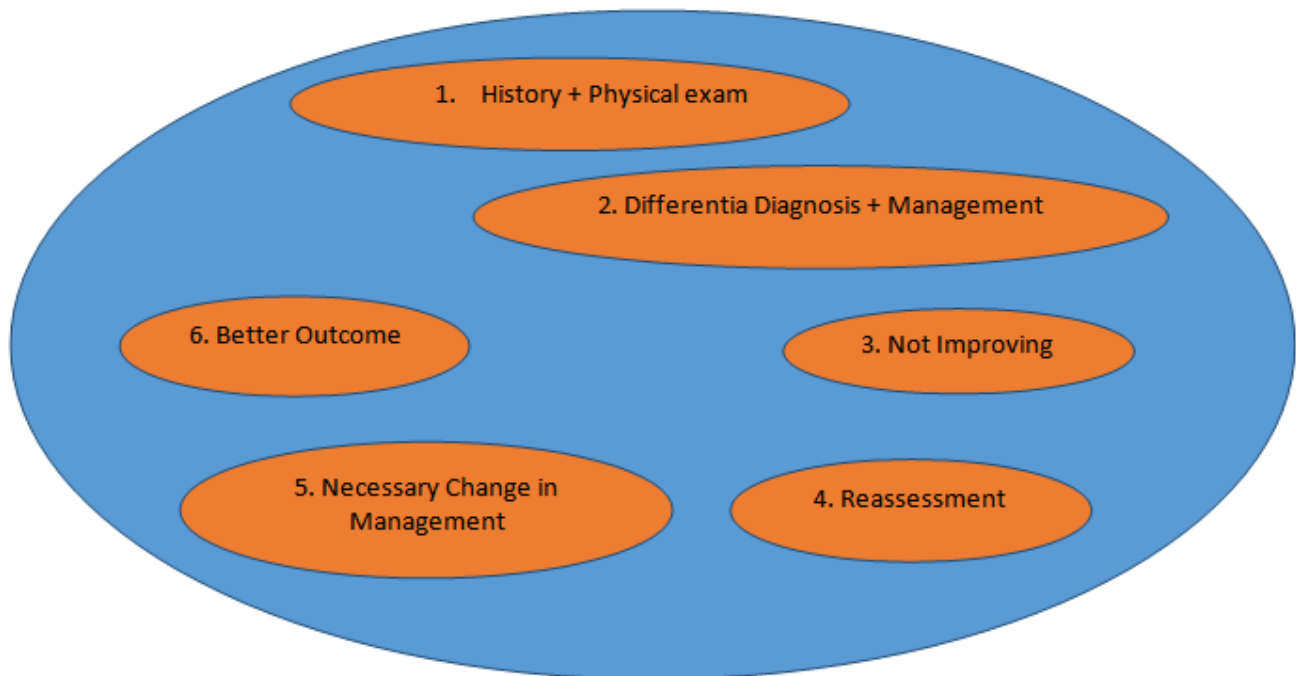 1. History + Physical exam
2. Differentia Diagnosis + Management
6. Better Outcome
3. Not Improving
5. Necessary Change in
Management
4. Reassessment